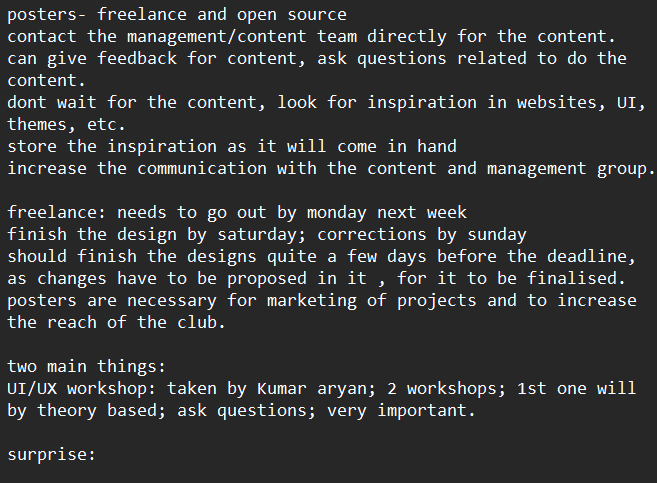 posters- freelance and open source
contact the management/content team directly for the content.
can give feedback for content, ask questions related to do the
content.
dont wait for the content, look for inspiration in websites, UI,
themes, etc.
store the inspiration as it will come in hand
increase the communication with the content and management group.
freelance: needs to go out by monday next week
finish the design by saturday; corrections by sunday
should finish the designs quite a few days before the deadline,
as changes have to be proposed in it , for it to be finalised.
posters are necessary for marketing of projects and to increase
the reach of the club.
two main things:
UI/UX workshop: taken by Kumar aryan; 2 workshops; 1st one will
by theory based; ask questions; very important.
surprise: